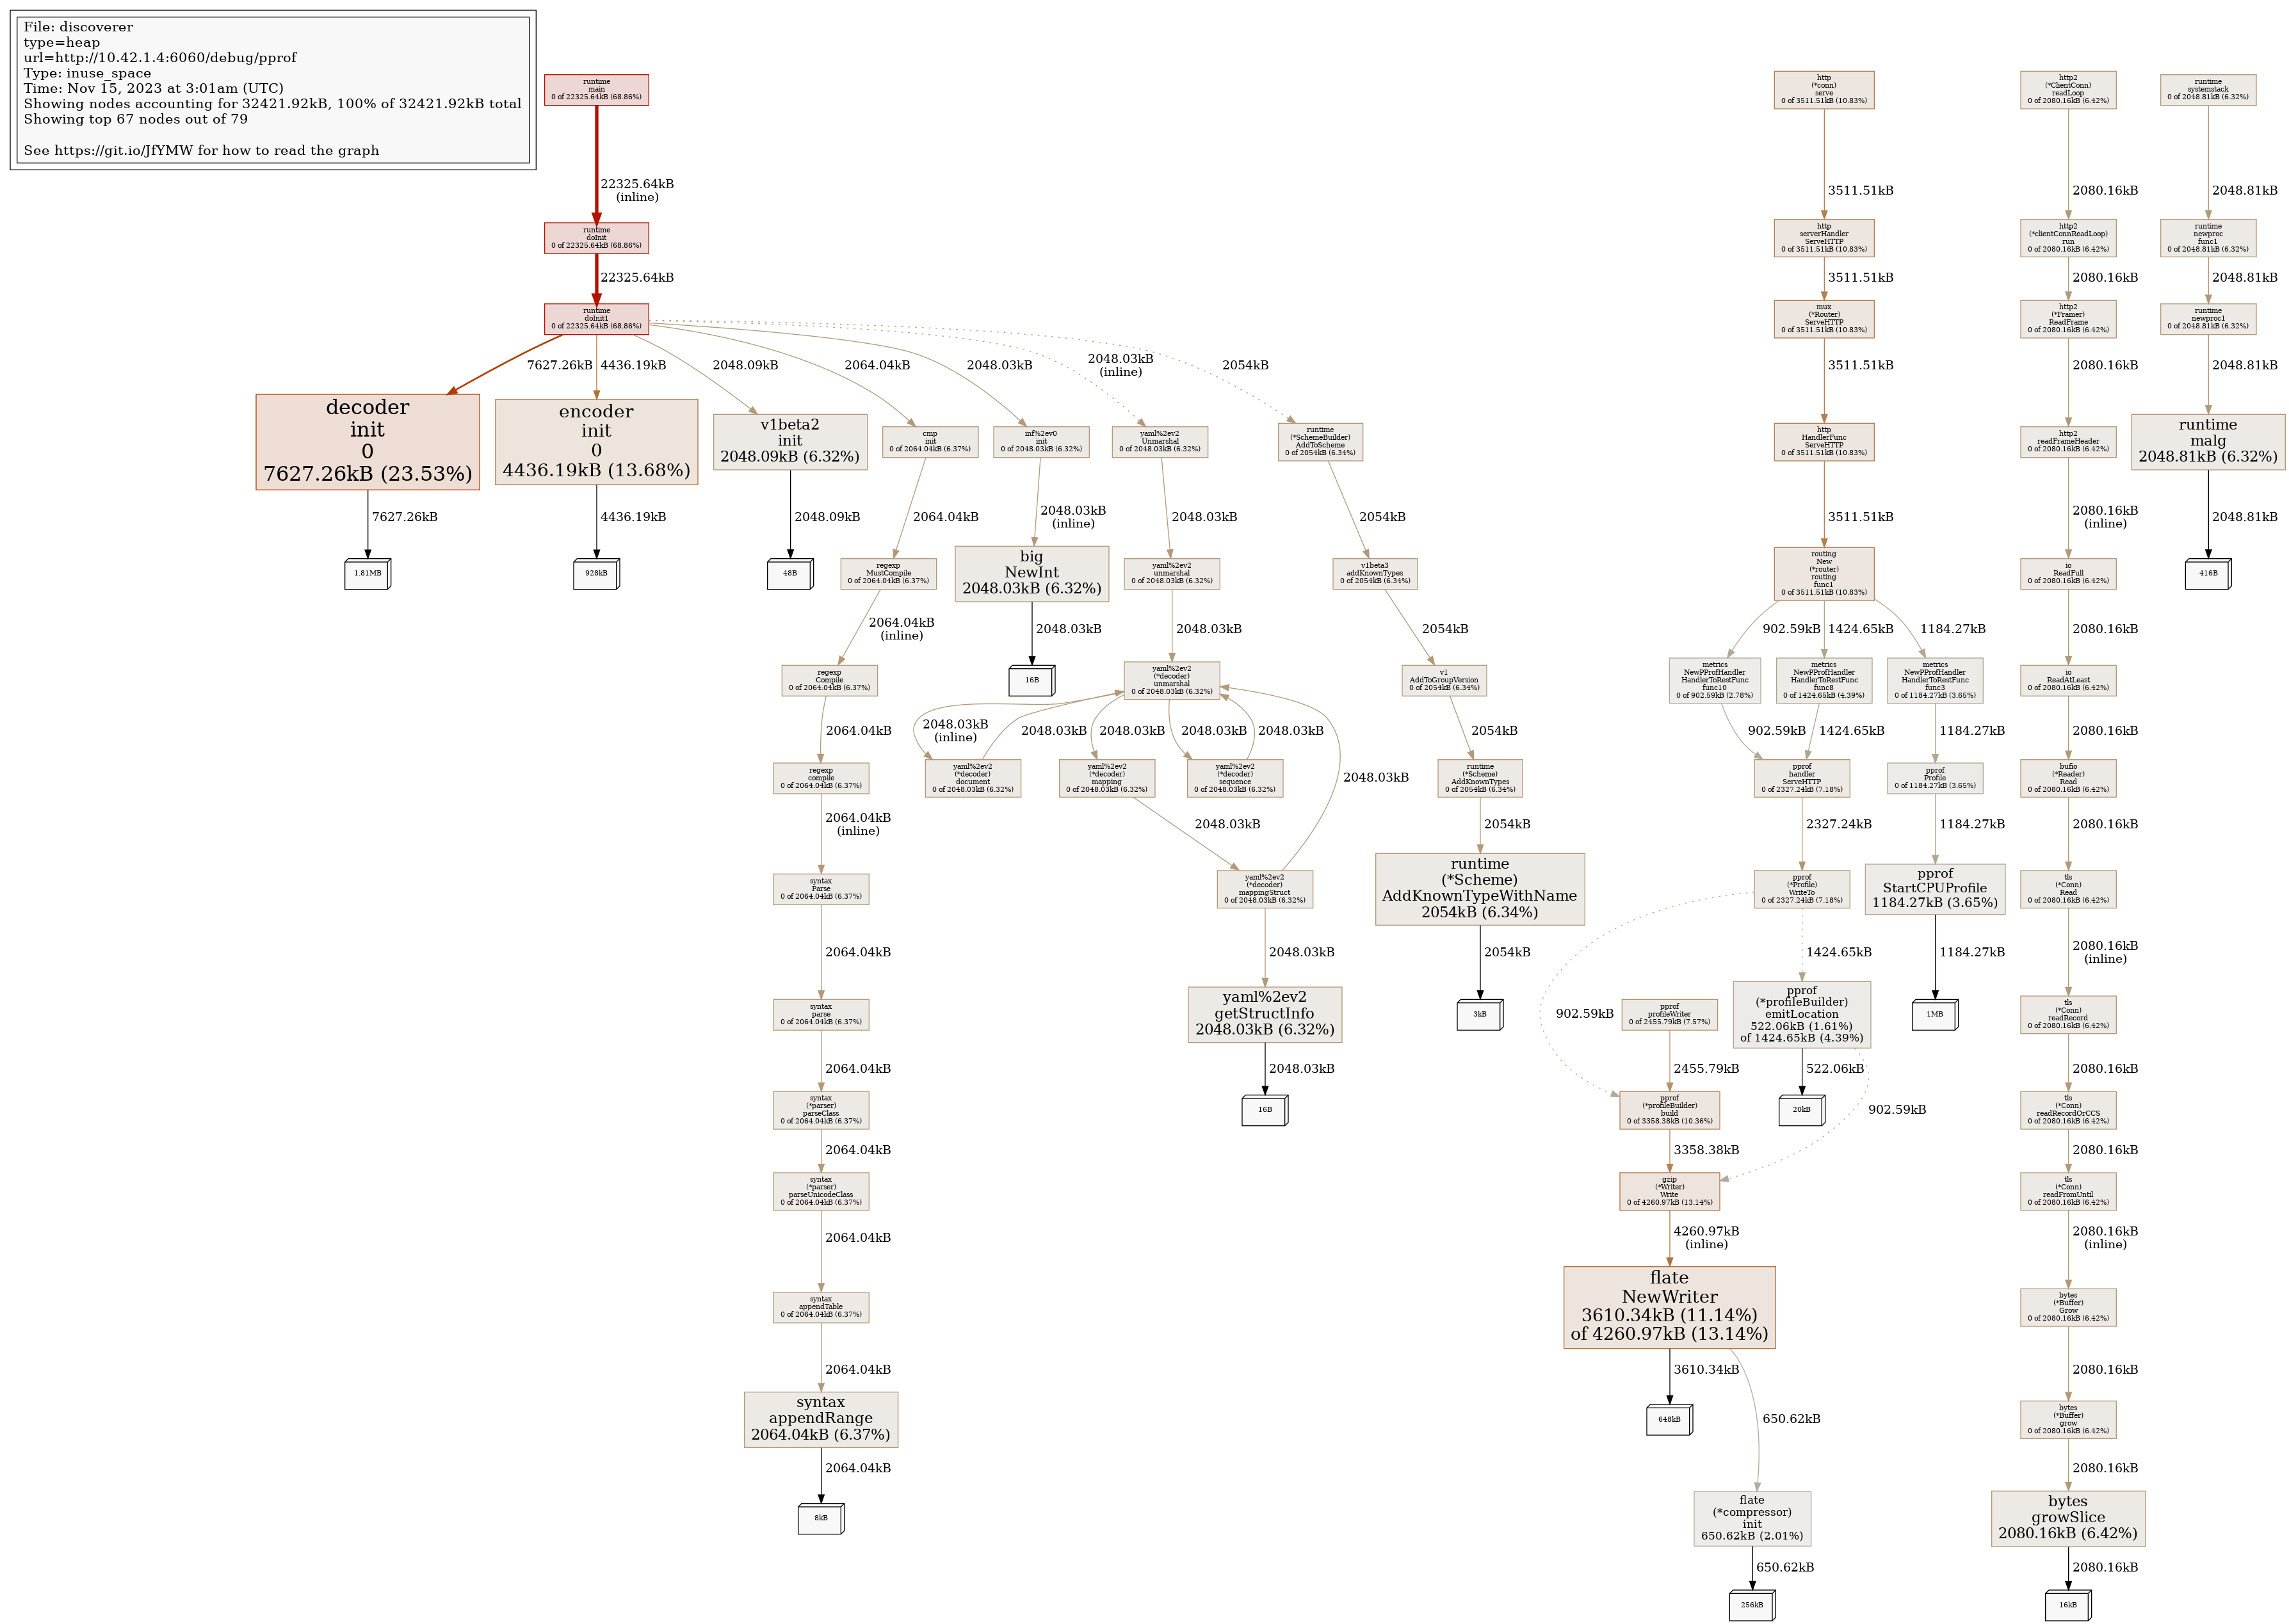 File: discoverer
type=heap
url=http://10.42.1.4:6060/debug/pprof
Type: inuse_space
Time: Nov 15, 2023 at 3:01am (UTC)
Showing nodes accounting for 32421.92kB, 100% of 32421.92kB total
Showing top 67 nodes out of 79
See https://git.io/JfYMW for how to read the graph
runtime
main
0 of 22325.64kB (68.86%)
22325.64kB
(inline)
runtime
doInit
0 of 22325.64kB (68.86%)
22325.64kB
runtime
doInit1
0 of 22325.64kB (68.86%)
7627.26kB
4436.19kB
2048.09kB
2064.04kB
2048.03kB
2048.03kB
(inline)
2054kB
decoder
init
0
7627.26kB (23.53%)
7627.26kB
1.81MB
encoder
init
0
4436.19kB (13.68%)
4436.19kB
928kB
v1beta2
init
2048.09kB (6.32%)
2048.09kB
48B
cmp
init
0 of 2064.04kB (6.37%)
2064.04kB
regexp
MustCompile
0 of 2064.04kB (6.37%)
2064.04kB
(inline)
regexp
Compile
0 of 2064.04kB (6.37%)
2064.04kB
regexp
compile
0 of 2064.04kB (6.37%)
2064.04kB
(inline)
syntax
Parse
0 of 2064.04kB (6.37%)
2064.04kB
syntax
parse
0 of 2064.04kB (6.37%)
2064.04kB
syntax
(*parser)
parseClass
0 of 2064.04kB (6.37%)
2064.04kB
syntax
(*parser)
parseUnicodeClass
0 of 2064.04kB (6.37%)
2064.04kB
syntax
appendTable
0 of 2064.04kB (6.37%)
2064.04kB
syntax
appendRange
2064.04kB (6.37%)
2064.04kB
8kB
inf%2ev0
init
0 of 2048.03kB (6.32%)
2048.03kB
(inline)
big
NewInt
2048.03kB (6.32%)
2048.03kB
16B
yaml%2ev2
Unmarshal
0 of 2048.03kB (6.32%)
2048.03kB
yaml%2ev2
unmarshal
0 of 2048.03kB (6.32%)
2048.03kB
yaml%2ev2
(*decoder)
unmarshal
0 of 2048.03kB (6.32%)
2048.03kB
(inline)
2048.03kB
2048.03kB
2048.03kB
2048.03kB
2048.03kB
yaml%2ev2
(*decoder)
document
0 of 2048.03kB (6.32%)
yaml%2ev2
(*decoder)
mapping
0 of 2048.03kB (6.32%)
yaml%2ev2
(*decoder)
sequence
0 of 2048.03kB (6.32%)
2048.03kB
yaml%2ev2
(*decoder)
mappingStruct
0 of 2048.03kB (6.32%)
2048.03kB
yaml%2ev2
getStructInfo
2048.03kB (6.32%)
2048.03kB
16B
runtime
(*SchemeBuilder)
AddToScheme
0 of 2054kB (6.34%)
2054kB
v1beta3
addKnownTypes
0 of 2054kB (6.34%)
2054kB
v1
AddToGroupVersion
0 of 2054kB (6.34%)
2054kB
runtime
(*Scheme)
AddKnownTypes
0 of 2054kB (6.34%)
2054kB
runtime
(*Scheme)
AddKnownTypeWithName
2054kB (6.34%)
2054kB
3kB
http
(*conn)
serve
0 of 3511.51kB (10.83%)
3511.51kB
http
serverHandler
ServeHTTP
0 of 3511.51kB (10.83%)
3511.51kB
mux
(*Router)
ServeHTTP
0 of 3511.51kB (10.83%)
3511.51kB
http
HandlerFunc
ServeHTTP
0 of 3511.51kB (10.83%)
3511.51kB
routing
New
(*router)
routing
func1
0 of 3511.51kB (10.83%)
902.59kB
1424.65kB
1184.27kB
metrics
NewPProfHandler
HandlerToRestFunc
func10
0 of 902.59kB (2.78%)
metrics
NewPProfHandler
HandlerToRestFunc
func8
0 of 1424.65kB (4.39%)
metrics
NewPProfHandler
HandlerToRestFunc
func3
0 of 1184.27kB (3.65%)
902.59kB
1424.65kB
1184.27kB
pprof
handler
ServeHTTP
0 of 2327.24kB (7.18%)
pprof
Profile
0 of 1184.27kB (3.65%)
2327.24kB
1184.27kB
pprof
(*Profile)
WriteTo
0 of 2327.24kB (7.18%)
pprof
StartCPUProfile
1184.27kB (3.65%)
902.59kB
1424.65kB
1184.27kB
1MB
pprof
profileWriter
0 of 2455.79kB (7.57%)
pprof
(*profileBuilder)
emitLocation
522.06kB (1.61%)
of 1424.65kB (4.39%)
2455.79kB
522.06kB
20kB
902.59kB
pprof
(*profileBuilder)
build
0 of 3358.38kB (10.36%)
3358.38kB
gzip
(*Writer)
Write
0 of 4260.97kB (13.14%)
4260.97kB
(inline)
flate
NewWriter
3610.34kB (11.14%)
of 4260.97kB (13.14%)
3610.34kB
648kB
650.62kB
flate
(*compressor)
init
650.62kB (2.01%)
650.62kB
256kB
http2
(*ClientConn)
readLoop
0 of 2080.16kB (6.42%)
2080.16kB
http2
(*clientConnReadLoop)
run
0 of 2080.16kB (6.42%)
2080.16kB
http2
(*Framer)
ReadFrame
0 of 2080.16kB (6.42%)
2080.16kB
http2
readFrameHeader
0 of 2080.16kB (6.42%)
2080.16kB
(inline)
io
ReadFull
0 of 2080.16kB (6.42%)
2080.16kB
io
ReadAtLeast
0 of 2080.16kB (6.42%)
2080.16kB
bufio
(*Reader)
Read
0 of 2080.16kB (6.42%)
2080.16kB
tls
(*Conn)
Read
0 of 2080.16kB (6.42%)
2080.16kB
(inline)
tls
(*Conn)
readRecord
0 of 2080.16kB (6.42%)
2080.16kB
tls
(*Conn)
readRecordOrCCS
0 of 2080.16kB (6.42%)
2080.16kB
tls
(*Conn)
readFromUntil
0 of 2080.16kB (6.42%)
2080.16kB
(inline)
bytes
(*Buffer)
Grow
0 of 2080.16kB (6.42%)
2080.16kB
bytes
(*Buffer)
grow
0 of 2080.16kB (6.42%)
2080.16kB
bytes
growSlice
2080.16kB (6.42%)
2080.16kB
16kB
runtime
systemstack
0 of 2048.81kB (6.32%)
2048.81kB
runtime
newproc
func1
0 of 2048.81kB (6.32%)
2048.81kB
runtime
newproc1
0 of 2048.81kB (6.32%)
2048.81kB
runtime
malg
2048.81kB (6.32%)
2048.81kB
416B